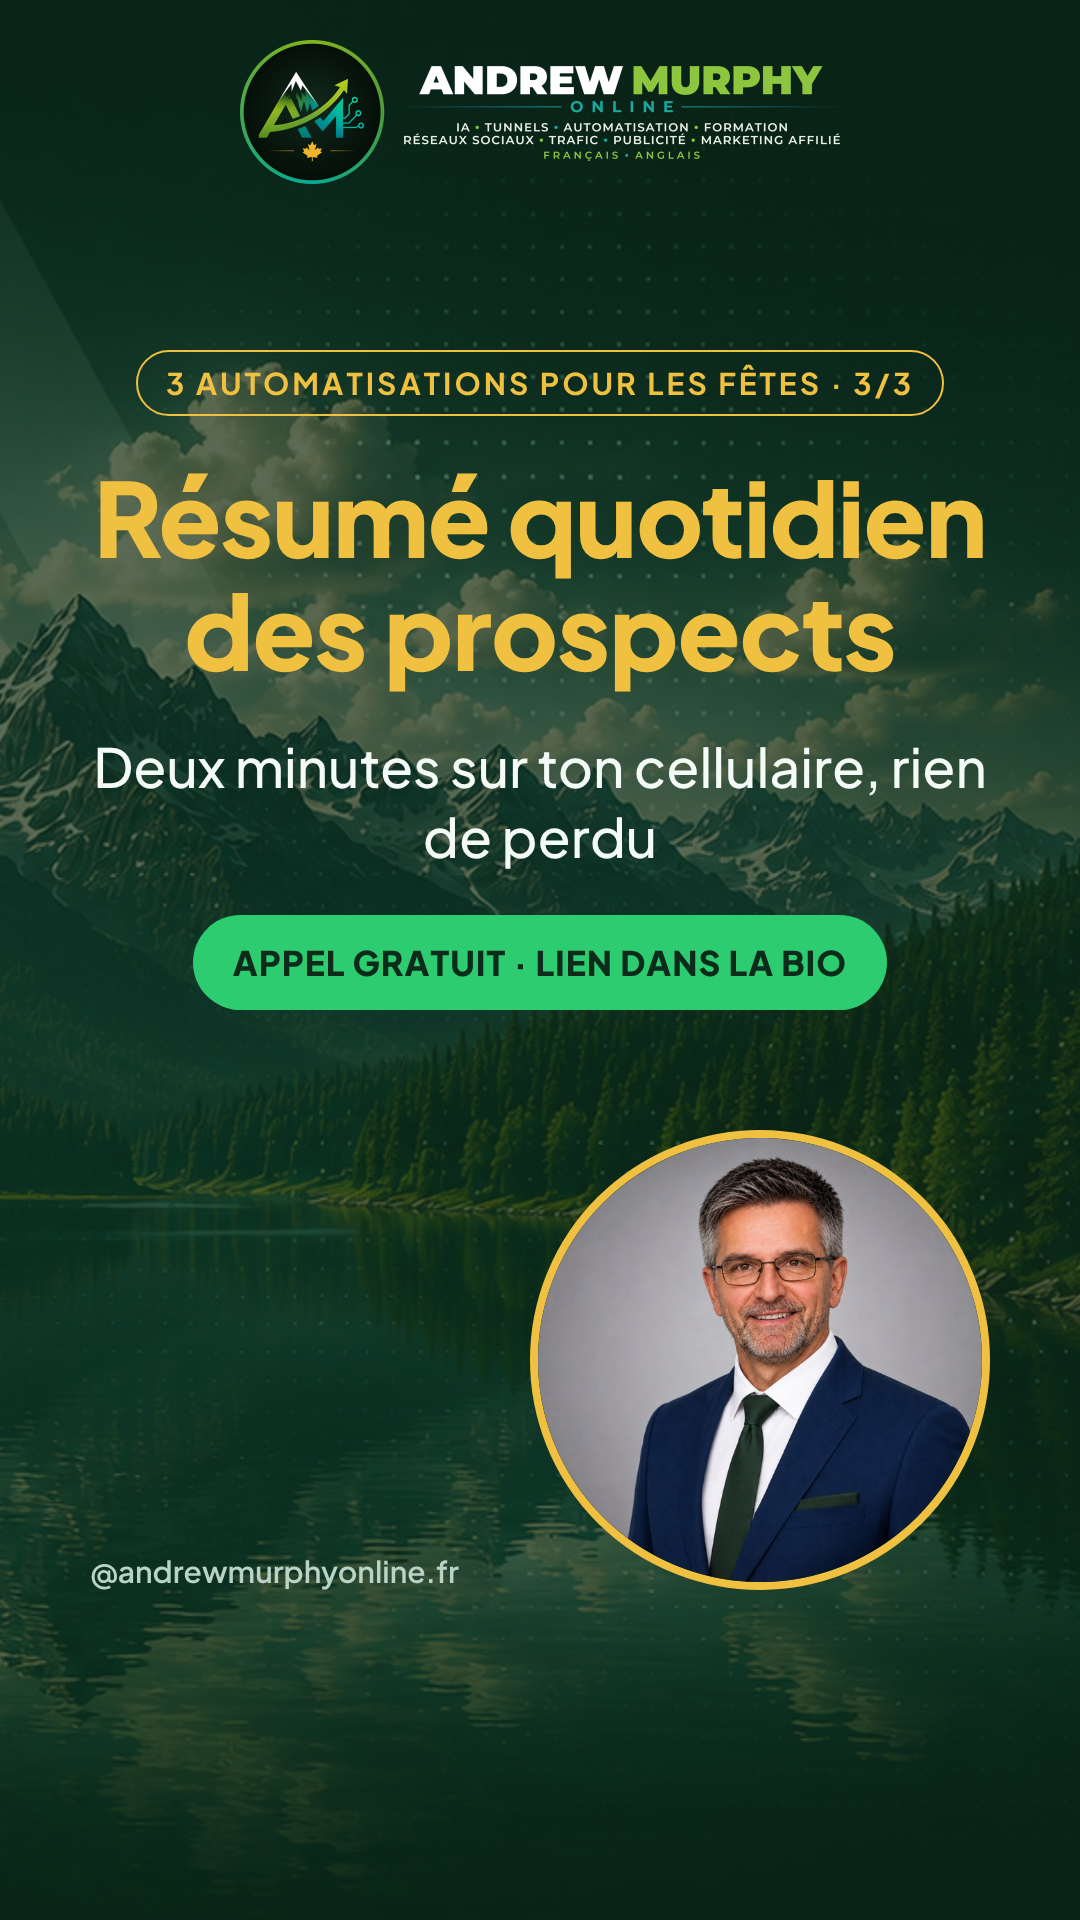 AM
ANDREW MURPHY
ONLINE
IA • TUNNELS • AUTOMATISATION • FORMATION
RÉSEAUX SOCIAUX • TRAFIC • PUBLICITÉ • MARKETING AFFILIÉ
FRANÇAIS • ANGLAIS
3 AUTOMATISATIONS POUR LES FÊTES · 3/3
Résumé quotidien
des prospects
Deux minutes sur ton cellulaire, rien
de perdu
APPEL GRATUIT · LIEN DANS LA BIO
@andrewmurphyonline.fr